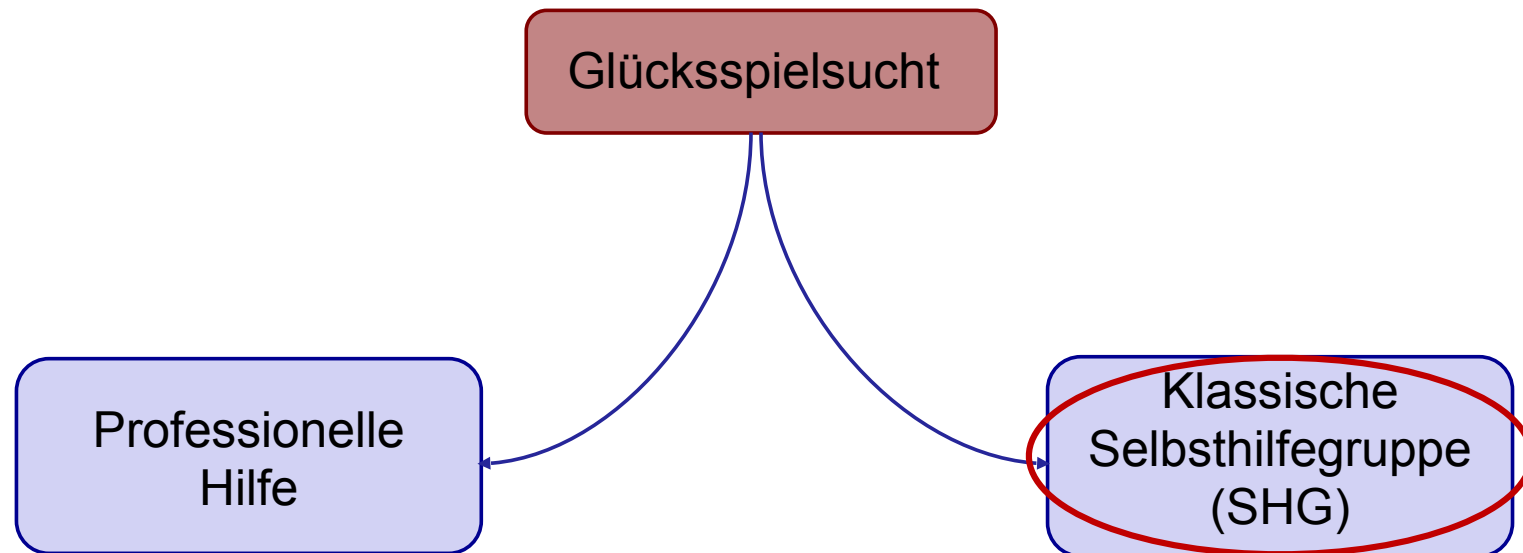 Glücksspielsucht
Professionelle
Hilfe
Klassische
Selbsthilfegruppe
(SHG)